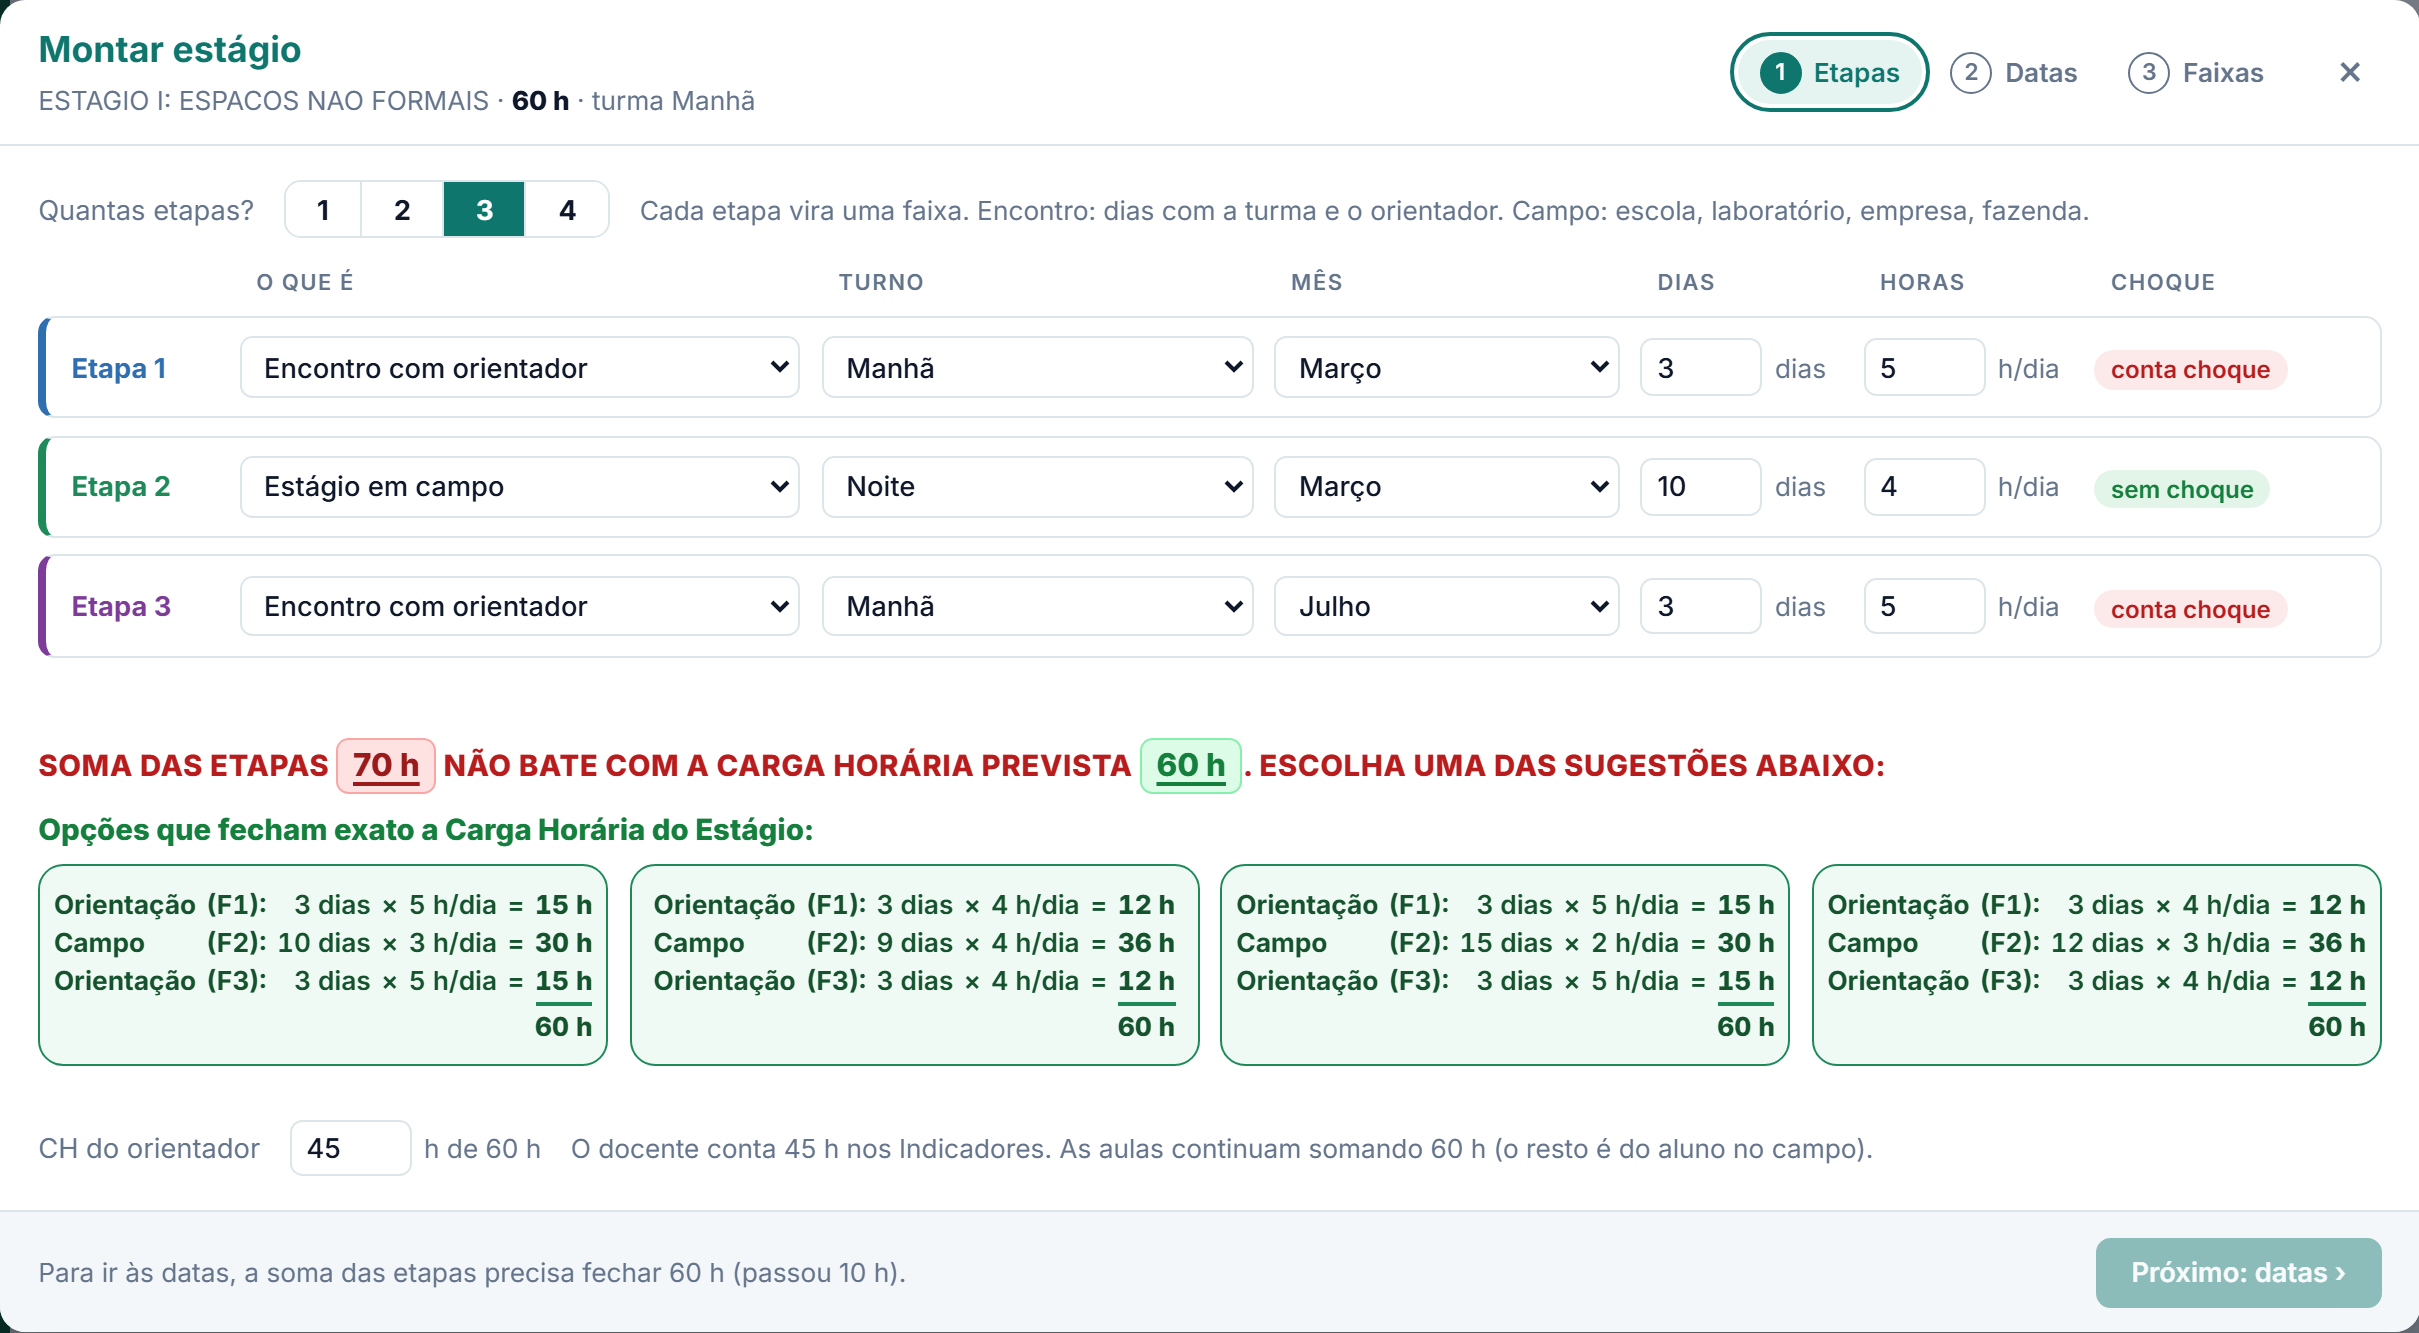 Montar estágio
ESTAGIO I: ESPACOS NAO FORMAIS · 60 h · turma Manhã
1 Etapas 2 Datas 3 Faixas ✕
Quantas etapas? 1 2 3 4 Cada etapa vira uma faixa. Encontro: dias com a turma e o orientador. Campo: escola, laboratório, empresa, fazenda.
O QUE É TURNO MÊS DIAS HORAS CHOQUE
Etapa 1 Encontro com orientador Manhã Março 3 dias 5 h/dia conta choque
Etapa 2 Estágio em campo Noite Março 10 dias 4 h/dia sem choque
Etapa 3 Encontro com orientador Manhã Julho 3 dias 5 h/dia conta choque
SOMA DAS ETAPAS 70 h NÃO BATE COM A CARGA HORÁRIA PREVISTA 60 h . ESCOLHA UMA DAS SUGESTÕES ABAIXO:
Opções que fecham exato a Carga Horária do Estágio:
Orientação (F1): 3 dias × 5 h/dia = 15 h
Campo (F2): 10 dias × 3 h/dia = 30 h
Orientação (F3): 3 dias × 5 h/dia = 15 h
60 h
Orientação (F1): 3 dias × 4 h/dia = 12 h
Campo (F2): 9 dias × 4 h/dia = 36 h
Orientação (F3): 3 dias × 4 h/dia = 12 h
60 h
Orientação (F1): 3 dias × 5 h/dia = 15 h
Campo (F2): 15 dias × 2 h/dia = 30 h
Orientação (F3): 3 dias × 5 h/dia = 15 h
60 h
Orientação (F1): 3 dias × 4 h/dia = 12 h
Campo (F2): 12 dias × 3 h/dia = 36 h
Orientação (F3): 3 dias × 4 h/dia = 12 h
60 h
CH do orientador 45 h de 60 h O docente conta 45 h nos Indicadores. As aulas continuam somando 60 h (o resto é do aluno no campo).
Para ir às datas, a soma das etapas precisa fechar 60 h (passou 10 h).
Próximo: datas ›